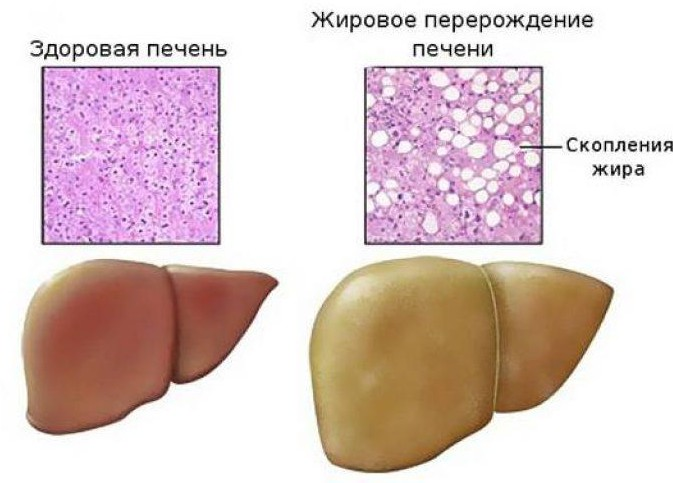 Здоровая печень
Жировое перерождение
печени
Скопления
жира